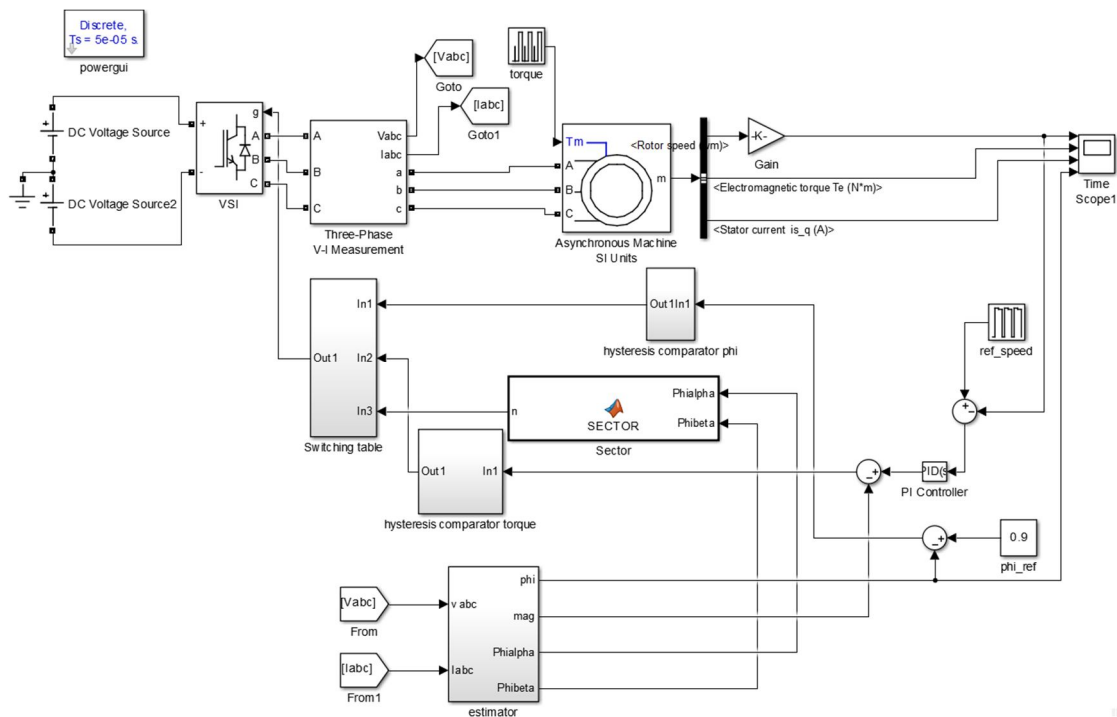 Discrete,
Ts = 5e-05 s.
powergui
[Vabc]
Goto
[Iabc]
Goto1
torque
DC Voltage Source
DC Voltage Source2
+
-
g
A
B
C
VSI
A
B
C
Vabc
Iabc
a
b
c
Three-Phase
V-I Measurement
Tm
A
B
C
m
Asynchronous Machine
SI Units
<Rotor speed (wm)>
<Electromagnetic torque Te (N*m)>
<Stator current is_q (A)>
-K-
Gain
Time
Scope1
In1
In2
In3
Out1
Switching table
Out1 In1
hysteresis comparator phi
n
SECTOR
Phialpha
Phibeta
Sector
Out1
In1
hysteresis comparator torque
ref_speed
+
-
PID(s
PI Controller
-
+
-
+
0.9
phi_ref
[Vabc]
From
[Iabc]
From1
v abc
Iabc
phi
mag
Phialpha
Phibeta
estimator